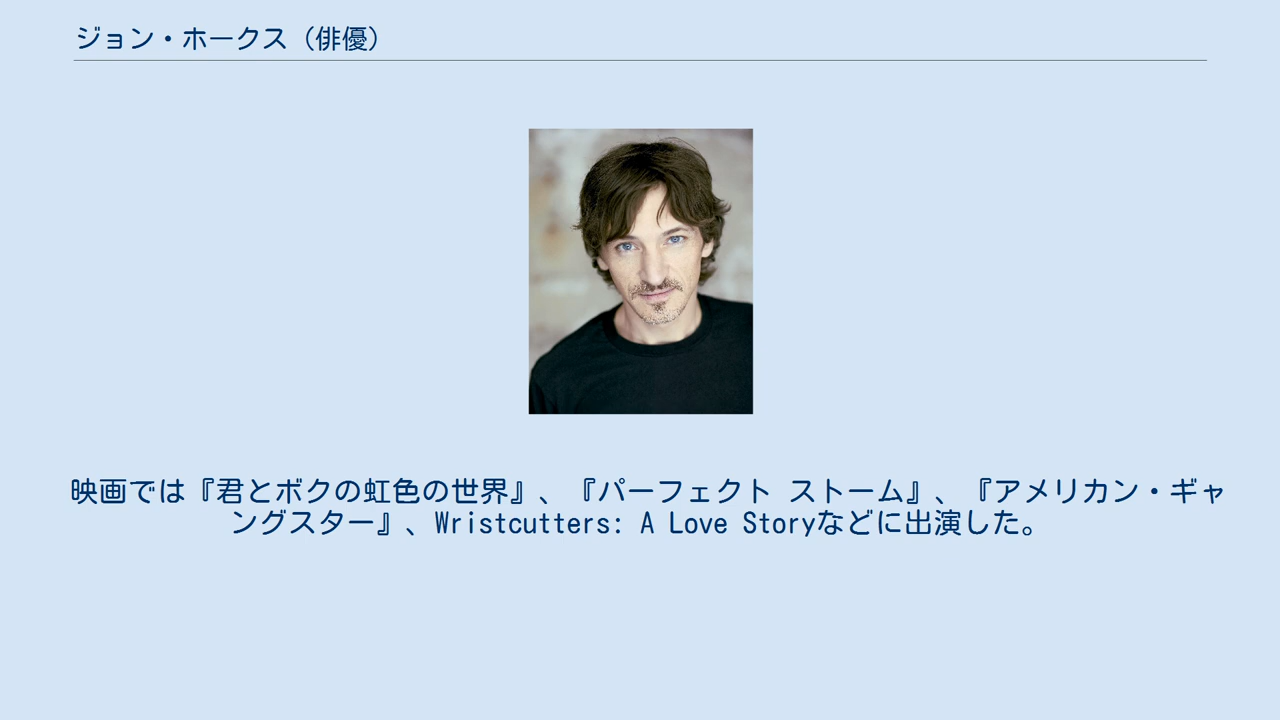 ジョン・ホークス（俳優）
映画では『君とボクの虹色の世界』、『パーフェクト ストーム』、『アメリカン・ギャ
ングスター』、Wristcutters: A Love Storyなどに出演した。